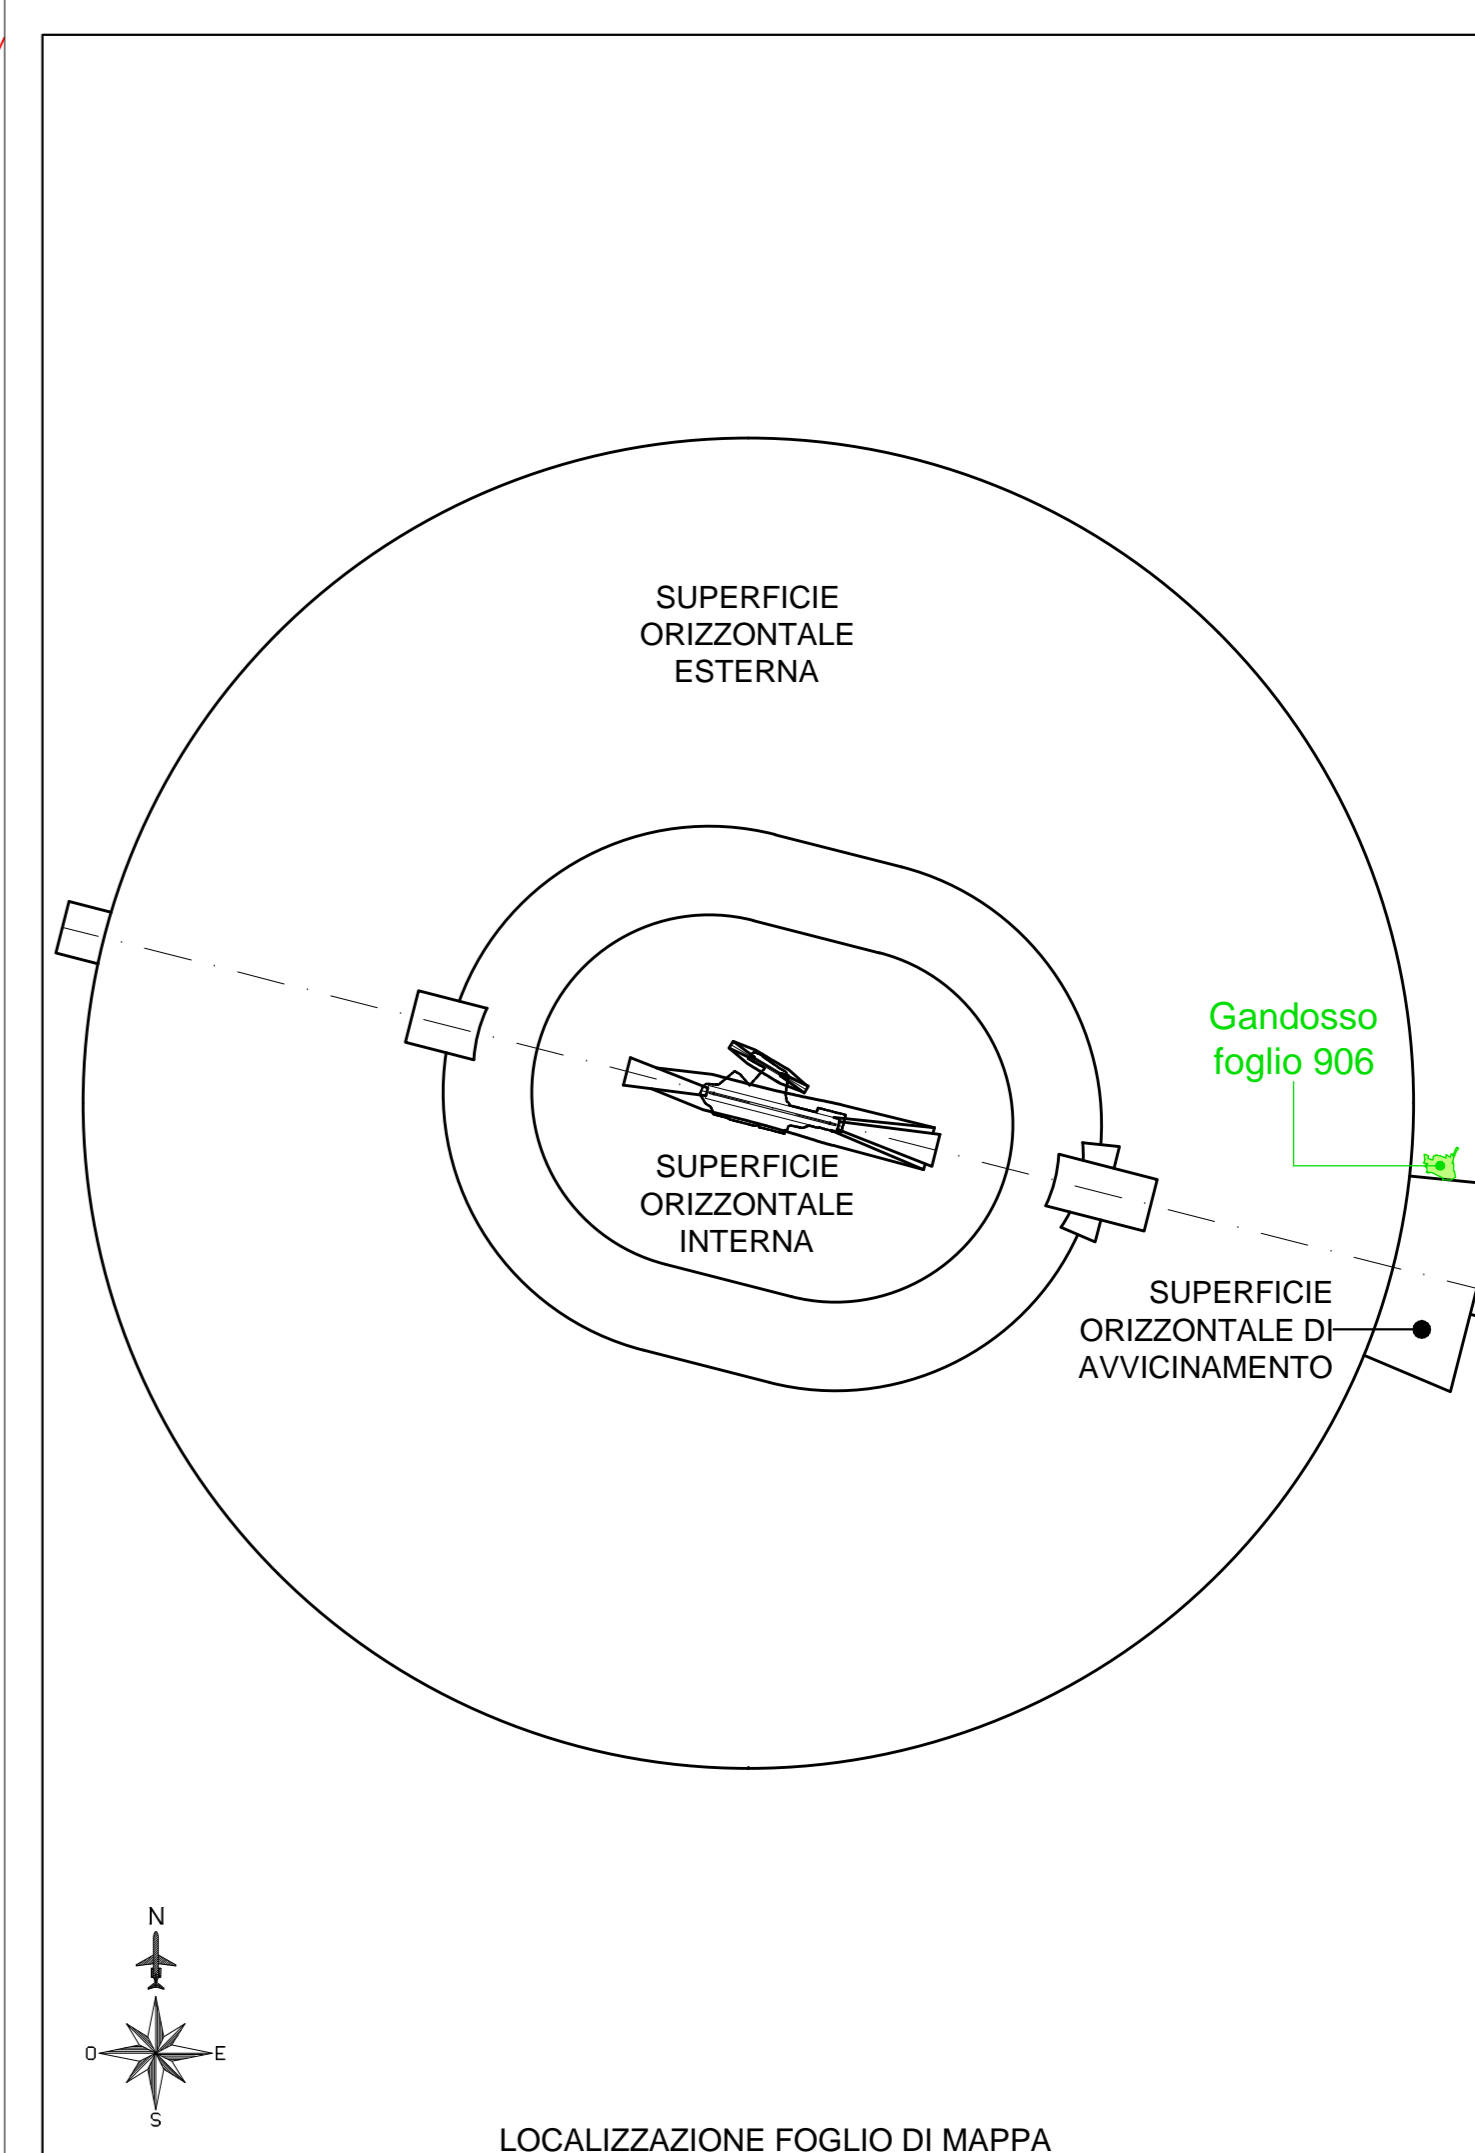 SUPERFICIE
ORIZZONTALE
ESTERNA
Gandosso
foglio 906
SUPERFICIE
ORIZZONTALE
INTERNA
SUPERFICIE
ORIZZONTALE DI
AVVICINAMENTO
N
O
E
S
LOCALIZZAZIONE FOGLIO DI MAPPA